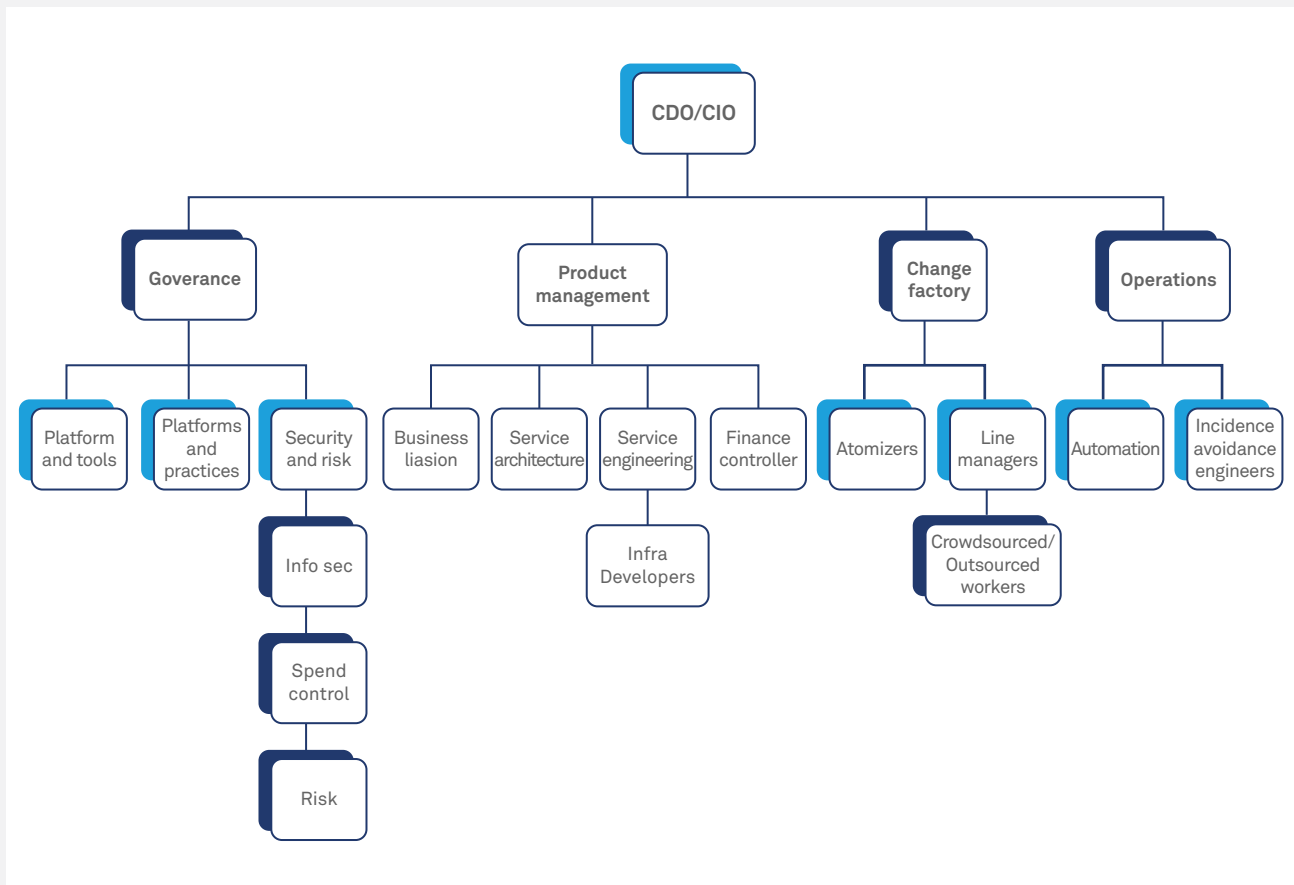 CDO/CIO
Goverance
Product
management
Change
factory
Operations
Platform
and tools
Platforms
and
practices
Security
and risk
Business
liasion
Service
architecture
Service
engineering
Finance
controller
Atomizers
Line
managers
Automation
Incidence
avoidance
engineers
Info sec
Infra
Developers
Crowdsourced/
Outsourced
workers
Spend
control
Risk